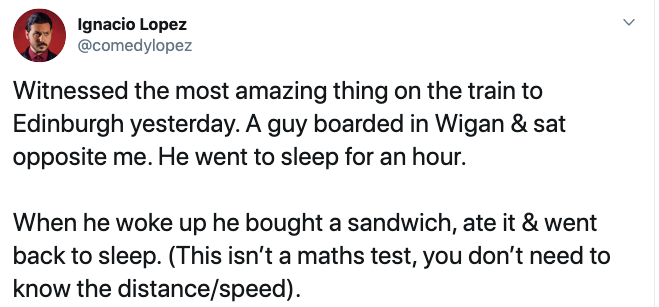 Ignacio Lopez
@comedylopez
Witnessed the most amazing thing on the train to
Edinburgh yesterday. A guy boarded in Wigan & sat
opposite me. He went to sleep for an hour.
When he woke up he bought a sandwich, ate it & went
back to sleep. (This isn't a maths test, you don't need to
know the distance/speed).